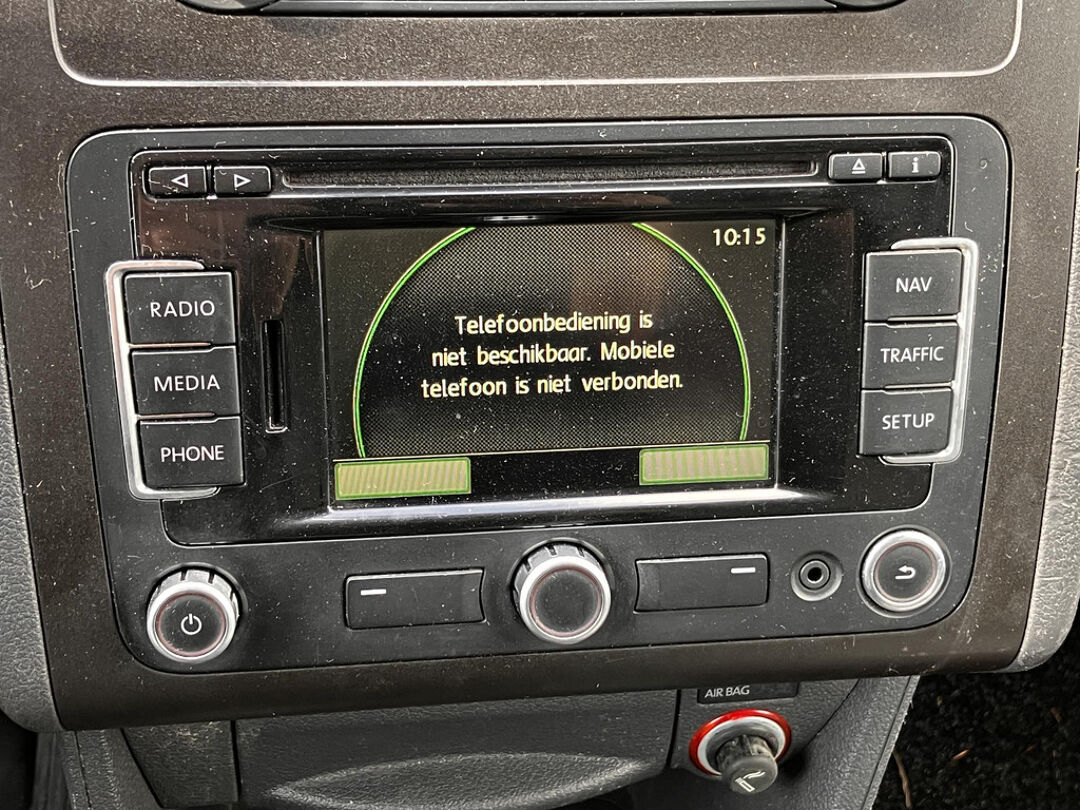 10:15
RADIO
MEDIA
PHONE
Telefoonbediening is
niet beschikbaar. Mobiele
telefoon is niet verbonden.
i
NAV
TRAFFIC
SETUP
AIR BAG